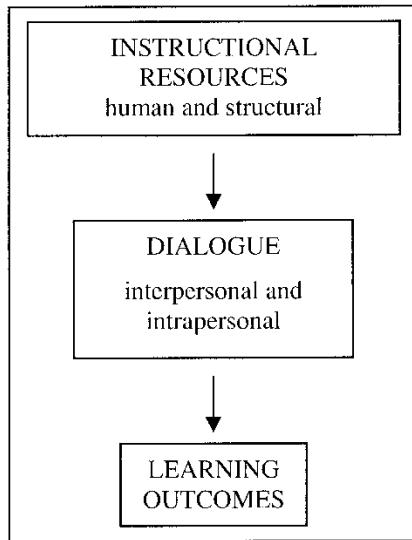 INSTRUCTIONAL
RESOURCES
human and structural
DIALOGUE
interpersonal and
intrapersonal
LEARNING
OUTCOMES